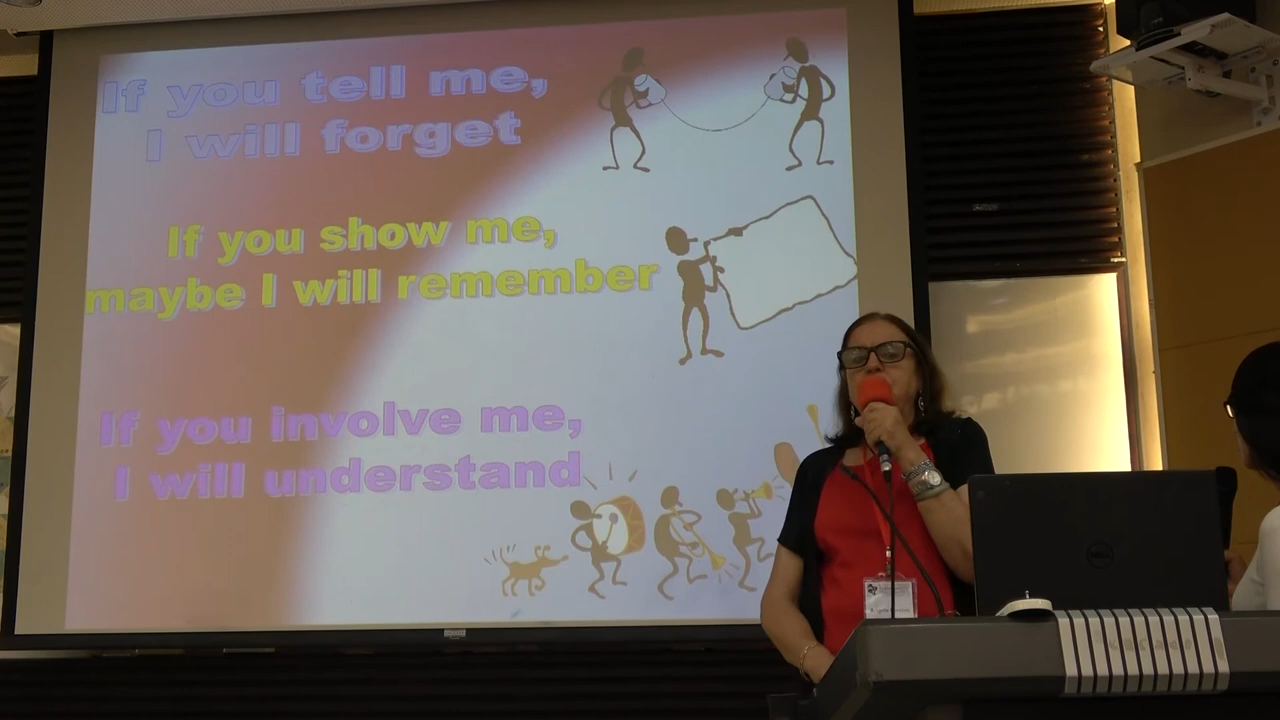 If you tell me,
I will forget
If you show me,
maybe I will remember
If you involve me,
I will understand
DELL